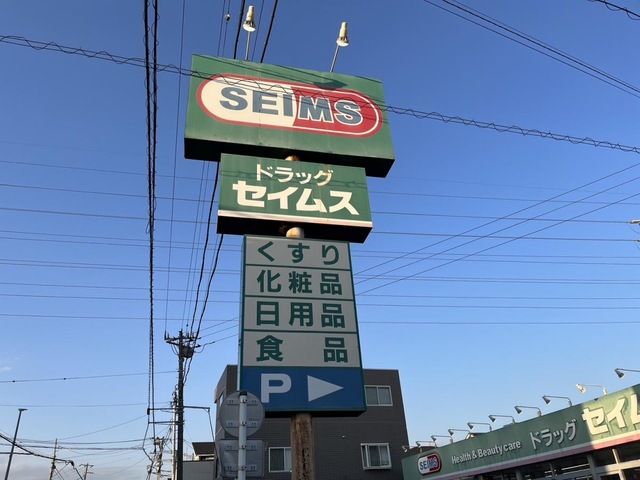 SEIMS
ドラッグ
セイムス
くすり
化粧品
日用品
食品
P
SEIMS
Health & Beauty care
ドラッグ
セイム